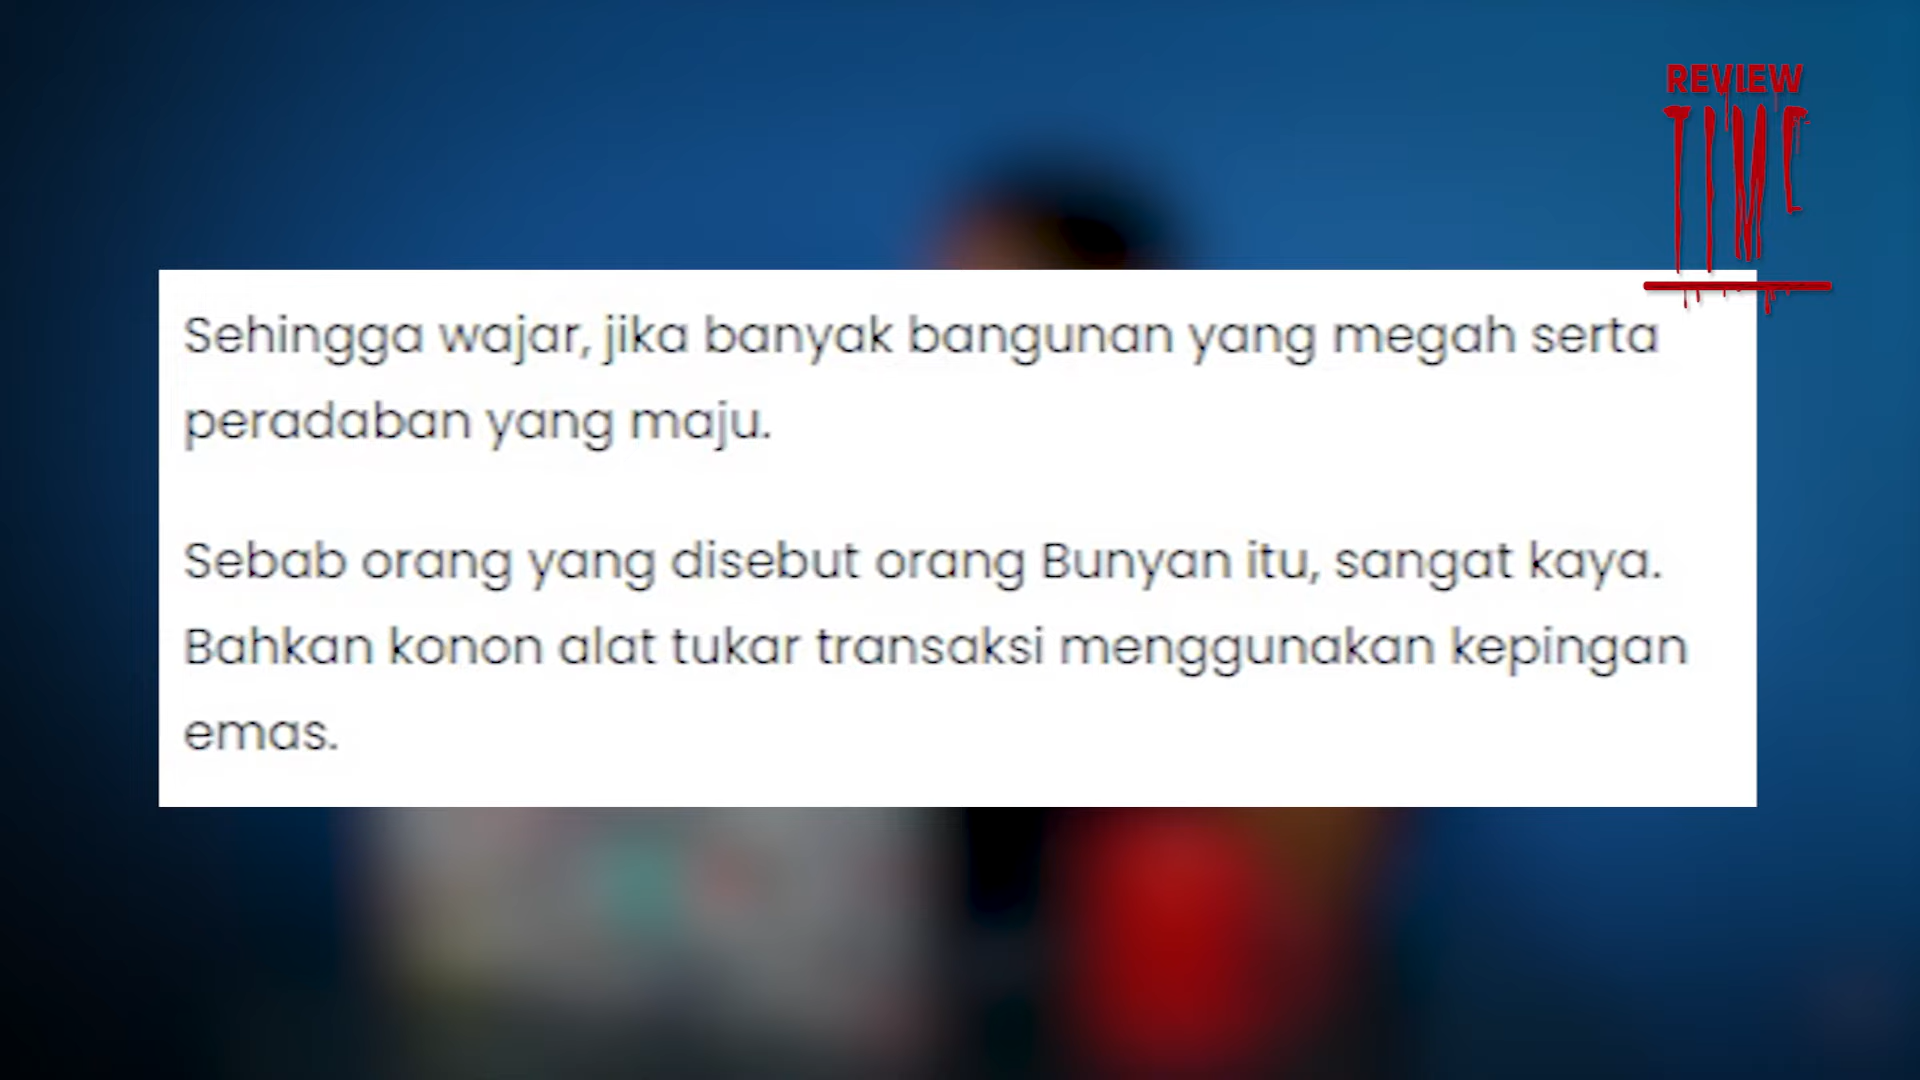 REVIEW
TIME
Sehingga wajar, jika banyak bangunan yang megah serta
peradaban yang maju.
Sebab orang yang disebut orang Bunyan itu, sangat kaya.
Bahkan konon alat tukar transaksi menggunakan kepingan
emas.